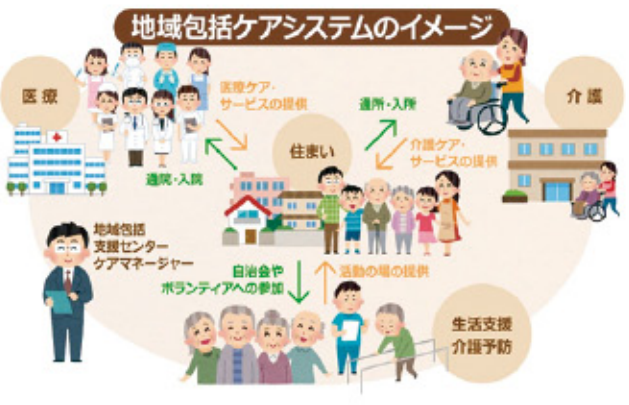 地域包括ケアシステムのイメージ
医療
医療ケア・
サービスの提供
通所・入所
介護
住まい
介護ケア・
サービスの提供
通院・入院
地域包括
支援センター
ケアマネージャー
自治会や
ボランティアへの参加
活動の場の提供
生活支援
介護予防